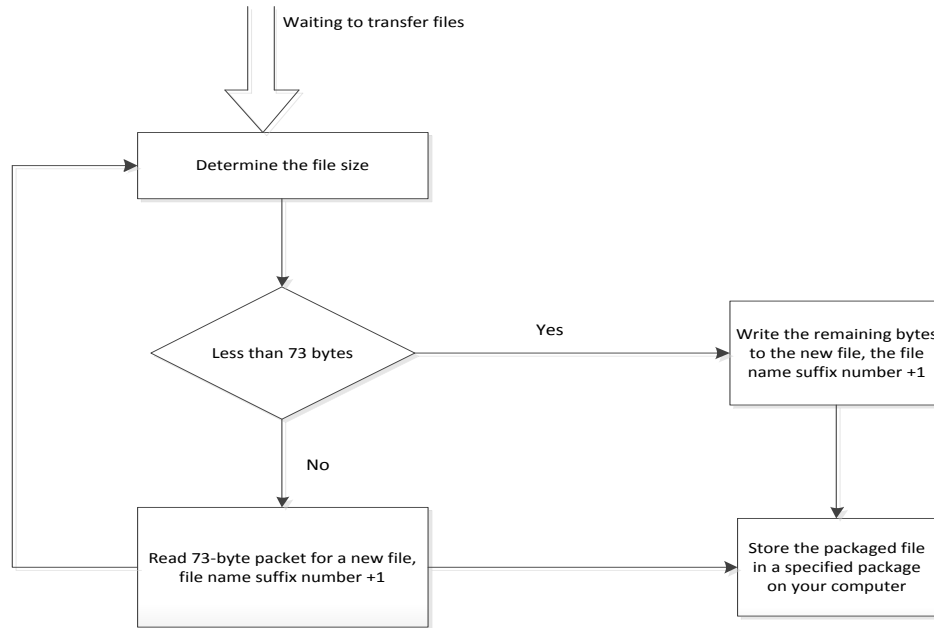 Waiting to transfer files
Determine the file size
Less than 73 bytes
Yes
Write the remaining bytes
to the new file, the file
name suffix number +1
No
Read 73-byte packet for a new file,
file name suffix number +1
Store the packaged file
in a specified package
on your computer